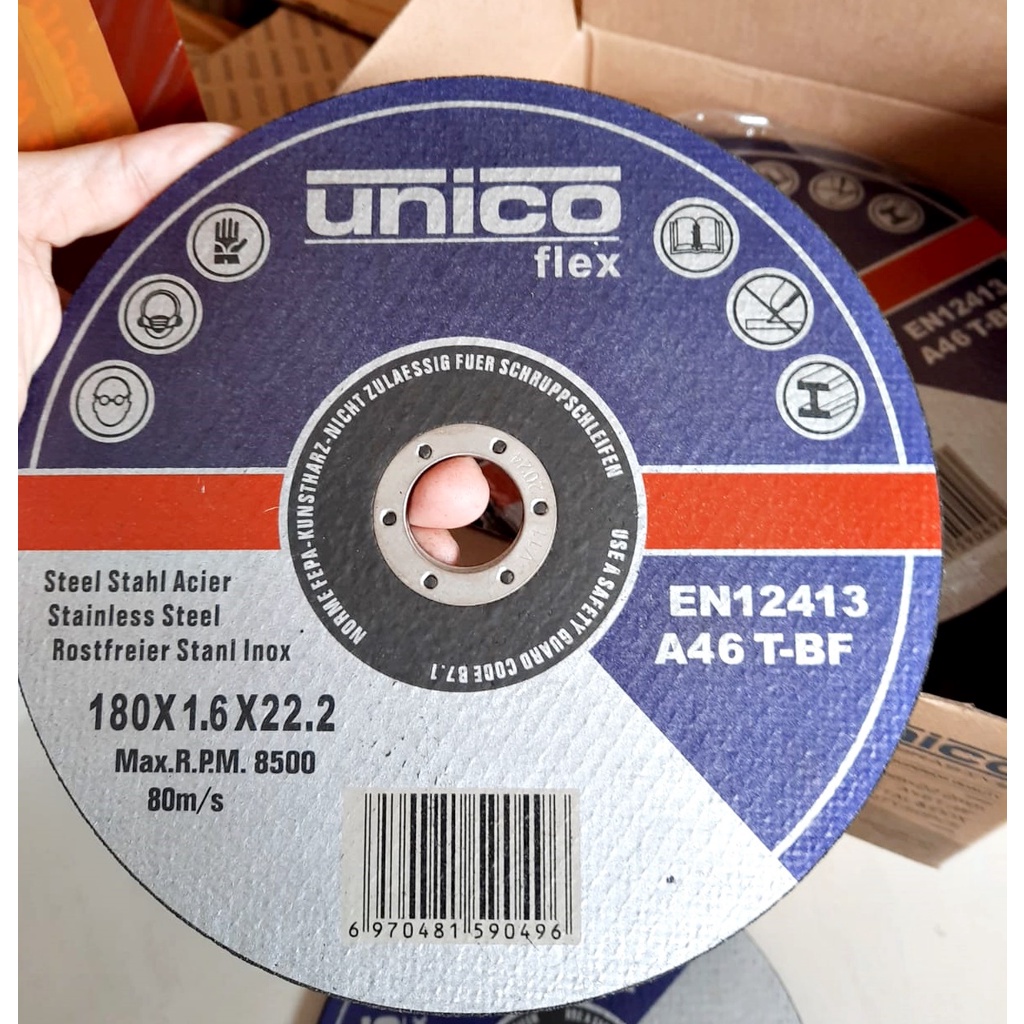 unico
flex
NORME FEPA-KUNSTHARZ-NICHT ZULAESSIG FUER SCHRUPPSCHLEIFEN
USE A SAFETY GUARD CODE B7.1
Steel Stahl Acier
Stainless Steel
Rostfreier Stanl Inox
180X1.6X22.2
Max.R.P.M. 8500
80m/s
EN12413
A46 T-BF
6 970481 590496
EN12413
A46 T-BF